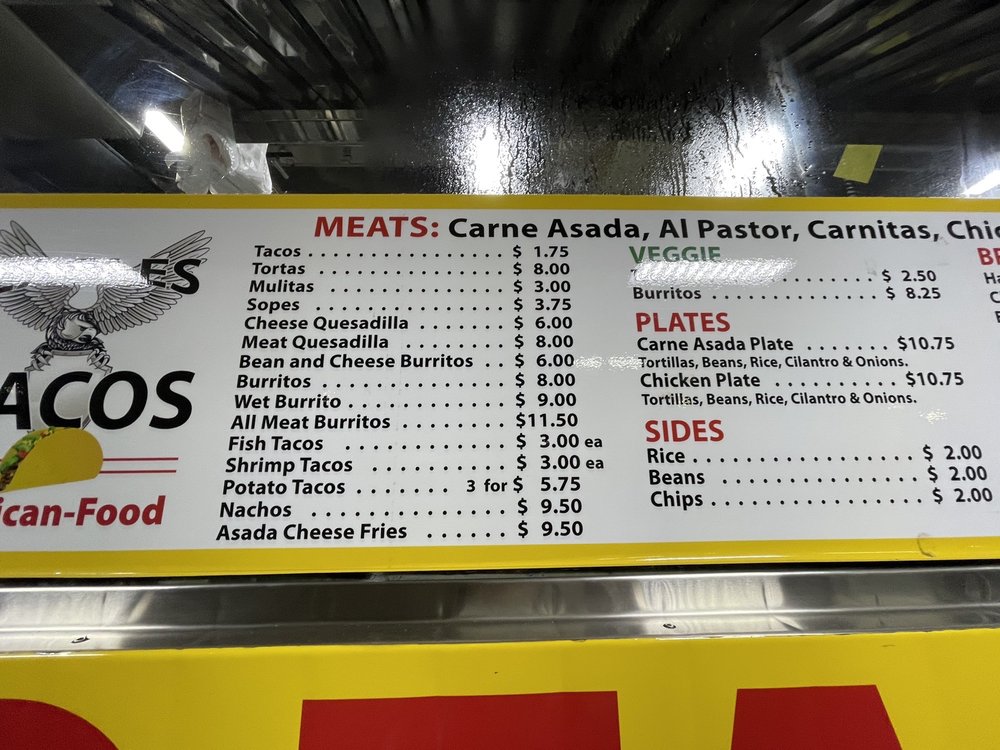 MEATS: Carne Asada, Al Pastor, Carnitas,
Tacos . . . . . . . . . . . . . . . . . . $ 1.75
Tortas . . . . . . . . . . . . . . . . . . $ 8.00
Mulitas . . . . . . . . . . . . . . . . . $ 3.00
Sopes . . . . . . . . . . . . . . . . . $ 3.75
Cheese Quesadilla . . . . . . . $ 6.00
Meat Quesadilla . . . . . . . . $ 8.00
Bean and Cheese Burritos . . $ 6.00
Burritos . . . . . . . . . . . . . . . $ 8.00
Wet Burrito . . . . . . . . . . . . . $ 9.00
All Meat Burritos . . . . . . . . $11.50
Fish Tacos . . . . . . . . . . . $ 3.00 ea
Shrimp Tacos . . . . . . . . . . $ 3.00 ea
Potato Tacos . . . . . . . 3 for $ 5.75
Nachos . . . . . . . . . . . . . . . $ 9.50
Asada Cheese Fries . . . . . . $ 9.50
VEGGIE
. . . . . . . . . $ 2.50
Burritos . . . . . . . . . . . . . . . $ 8.25
PLATES
Carne Asada Plate . . . . . . . $10.75
Tortillas, Beans, Rice, Cilantro & Onions.
Chicken Plate . . . . . . . . . . $10.75
Tortillas, Beans, Rice, Cilantro & Onions.
SIDES
Rice . . . . . . . . . . . . . . . . . . $ 2.00
Beans . . . . . . . . . . . . . . . . $ 2.00
Chips . . . . . . . . . . . . . . . . . $ 2.00
ES
ACOS
ican-Food